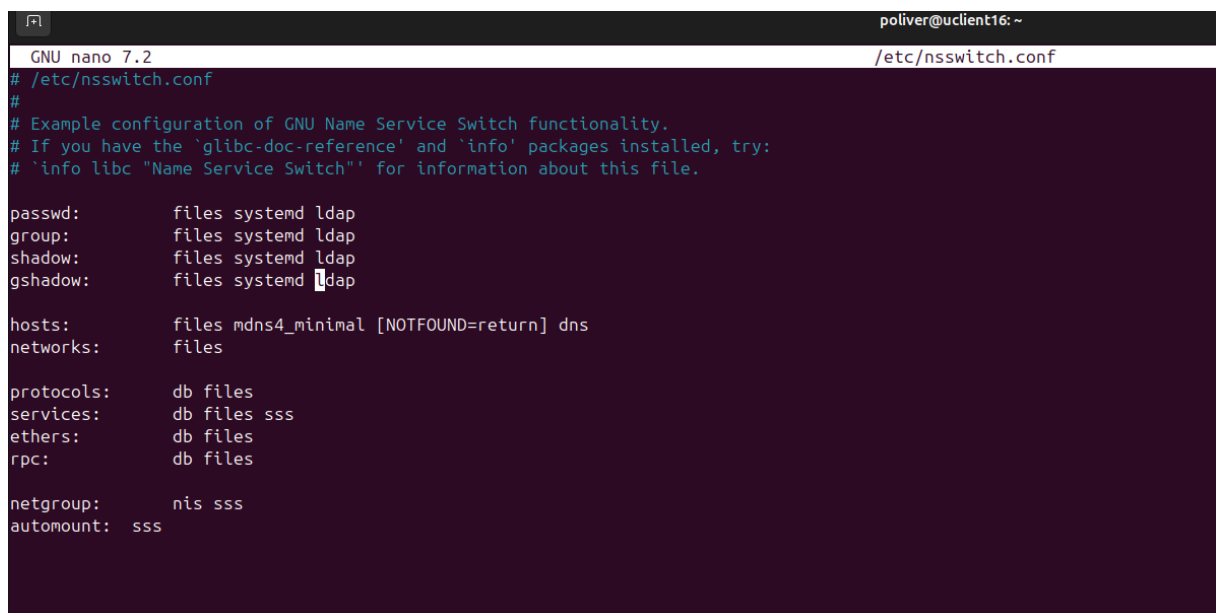 poliver@uclient16: ~
GNU nano 7.2 /etc/nsswitch.conf
# /etc/nsswitch.conf
#
# Example configuration of GNU Name Service Switch functionality.
# If you have the `glibc-doc-reference' and `info' packages installed, try:
# `info libc "Name Service Switch"' for information about this file.
passwd: files systemd ldap
group: files systemd ldap
shadow: files systemd ldap
gshadow: files systemd ldap
hosts: files mdns4_minimal [NOTFOUND=return] dns
networks: files
protocols: db files
services: db files sss
ethers: db files
rpc: db files
netgroup: nis sss
automount: sss